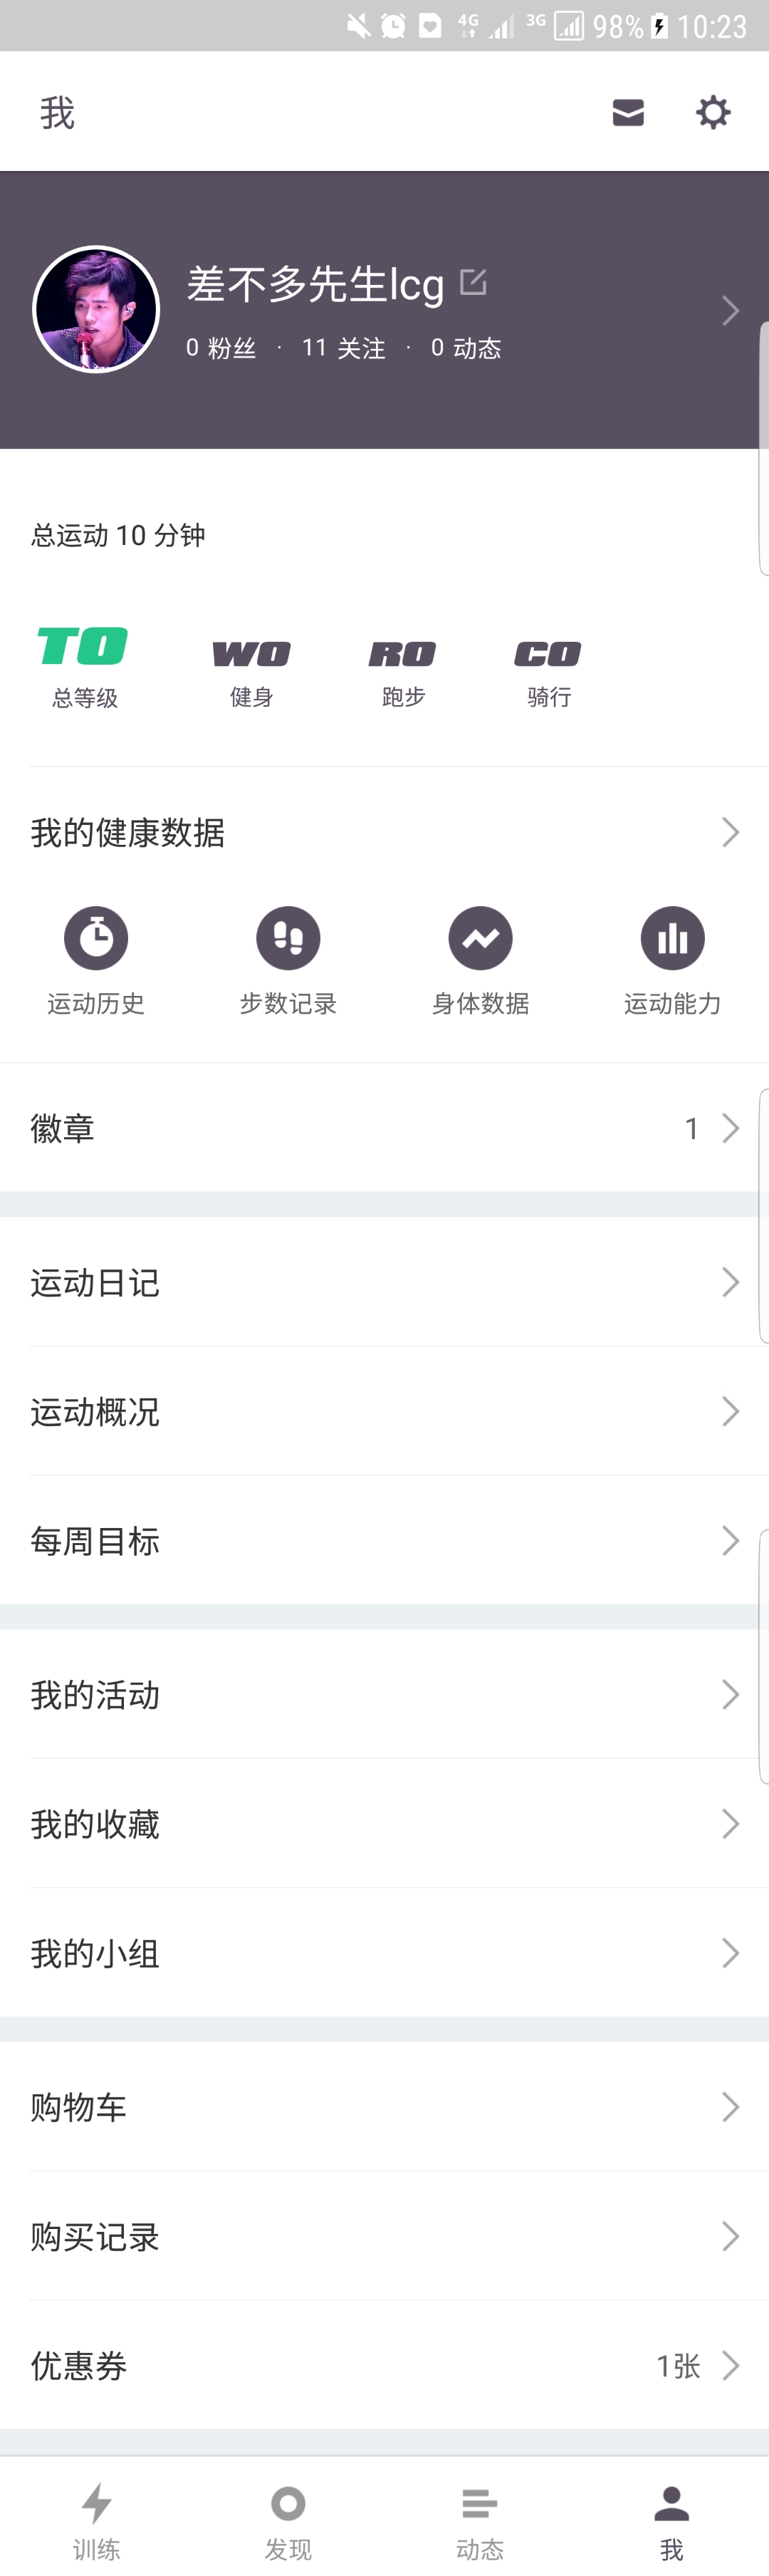 4G 3G 98% 10:23
我
差不多先生lcg
0 粉丝 · 11 关注 · 0 动态
总运动 10 分钟
TO WO RO CO
总等级 健身 跑步 骑行
我的健康数据
运动历史 步数记录 身体数据 运动能力
徽章 1
运动日记
运动概况
每周目标
我的活动
我的收藏
我的小组
购物车
购买记录
优惠券 1张
训练 发现 动态 我